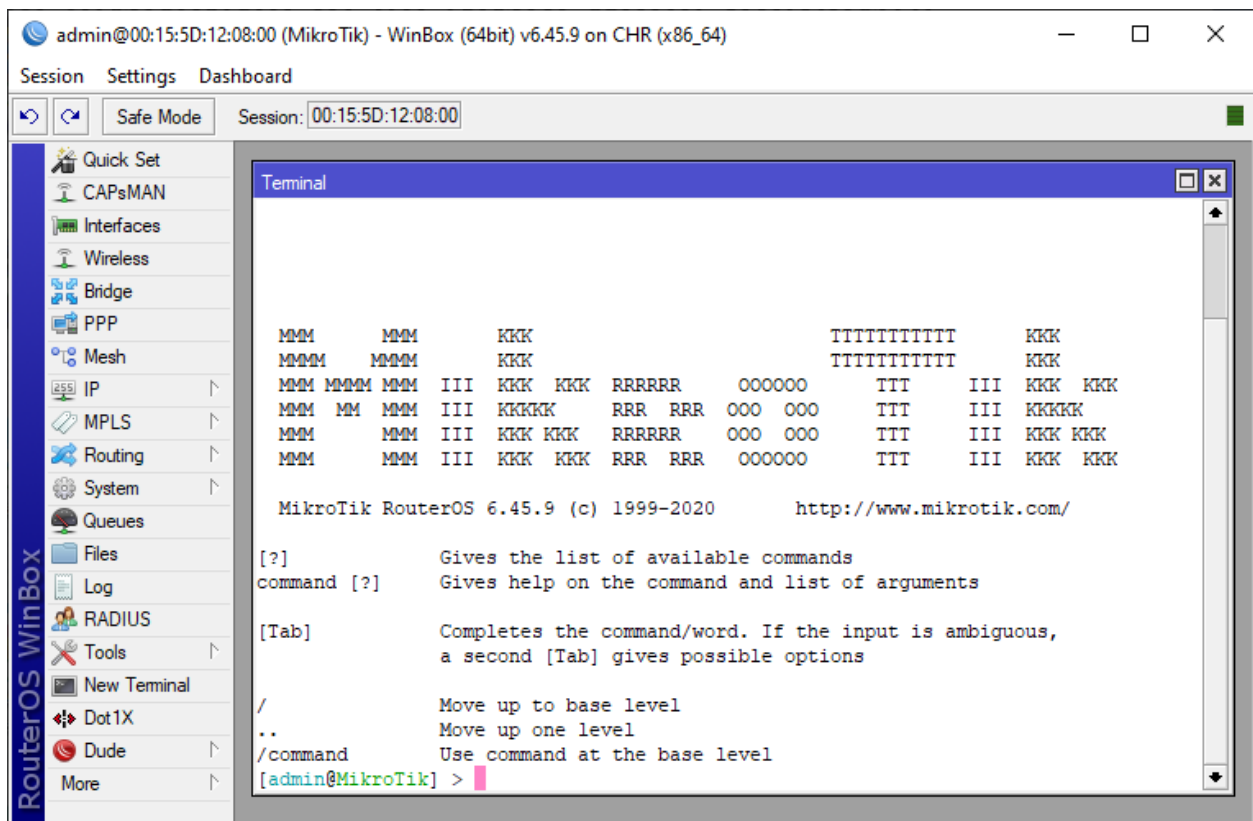 admin@00:15:5D:12:08:00 (MikroTik) - WinBox (64bit) v6.45.9 on CHR (x86_64)
Session Settings Dashboard
Safe Mode Session: 00:15:5D:12:08:00
Quick Set
CAPsMAN
Interfaces
Wireless
Bridge
PPP
Mesh
255 IP
MPLS
Routing
System
Queues
Files
Log
RADIUS
Tools
New Terminal
Dot1X
Dude
More
RouterOS WinBox
Terminal
  MMM      MMM       KKK                          TTTTTTTTTTT      KKK
  MMMM    MMMM       KKK                          TTTTTTTTTTT      KKK
  MMM MMMM MMM  III  KKK  KKK  RRRRRR     OOOOOO      TTT     III  KKK  KKK
  MMM  MM  MMM  III  KKKKK     RRR  RRR  OOO  OOO     TTT     III  KKKKK
  MMM      MMM  III  KKK KKK   RRRRRR    OOO  OOO     TTT     III  KKK KKK
  MMM      MMM  III  KKK  KKK  RRR  RRR   OOOOOO      TTT     III  KKK  KKK
MikroTik RouterOS 6.45.9 (c) 1999-2020       http://www.mikrotik.com/
[?]             Gives the list of available commands
command [?]     Gives help on the command and list of arguments
[Tab]           Completes the command/word. If the input is ambiguous,
a second [Tab] gives possible options
/               Move up to base level
..              Move up one level
/command        Use command at the base level
[admin@MikroTik] >